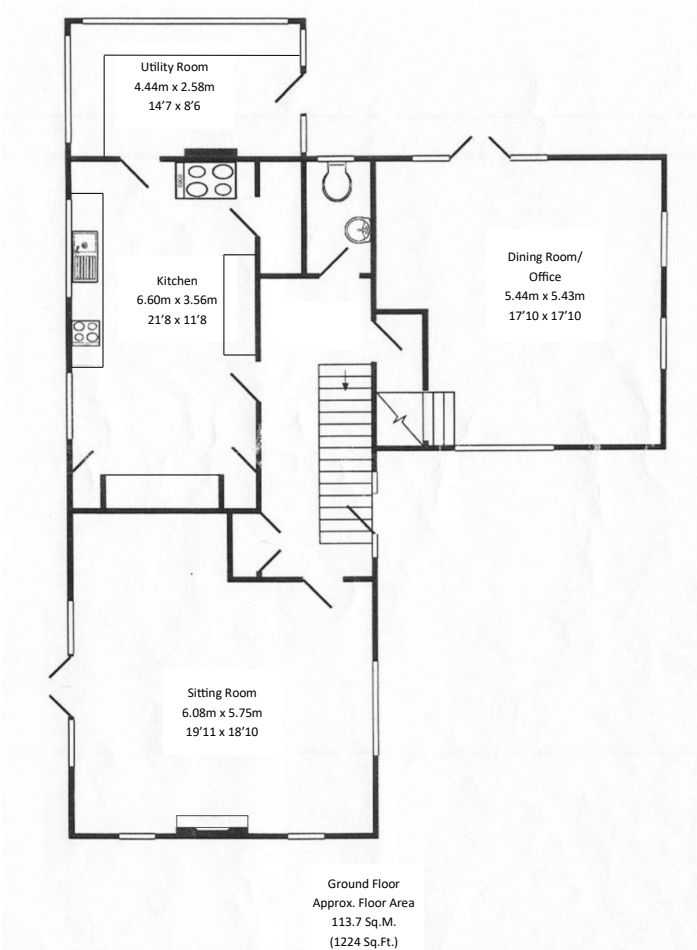 Utility Room
4.44m x 2.58m
14'7 x 8'6
Kitchen
6.60m x 3.56m
21'8 x 11'8
Dining Room/
Office
5.44m x 5.43m
17'10 x 17'10
Sitting Room
6.08m x 5.75m
19'11 x 18'10
Ground Floor
Approx. Floor Area
113.7 Sq.M.
(1224 Sq.Ft.)